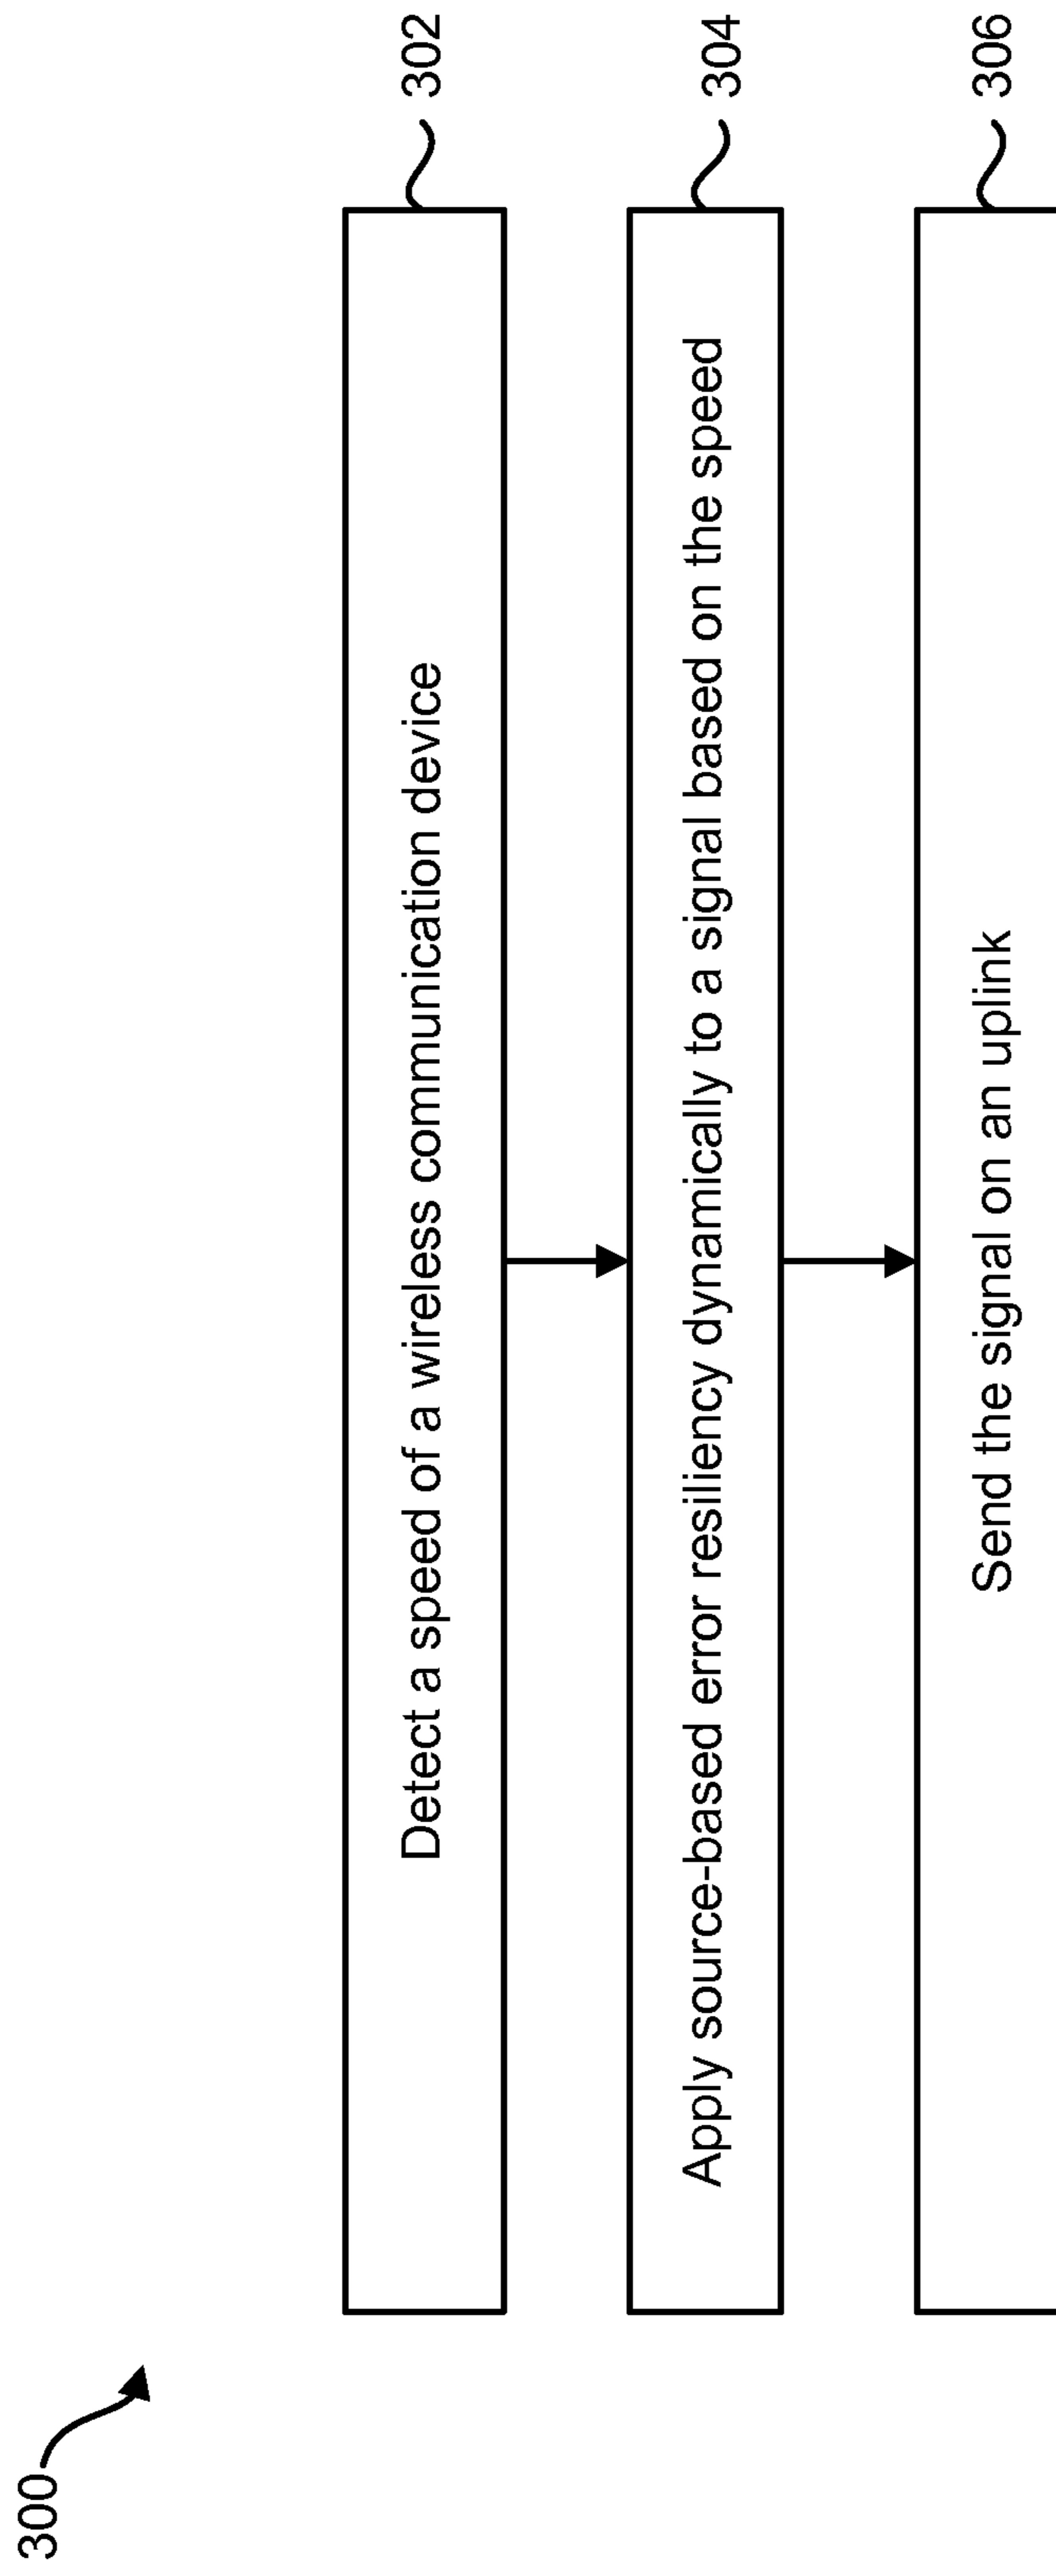 300
Detect a speed of a wireless communication device
302
Apply source-based error resiliency dynamically to a signal based on the speed
304
Send the signal on an uplink
306